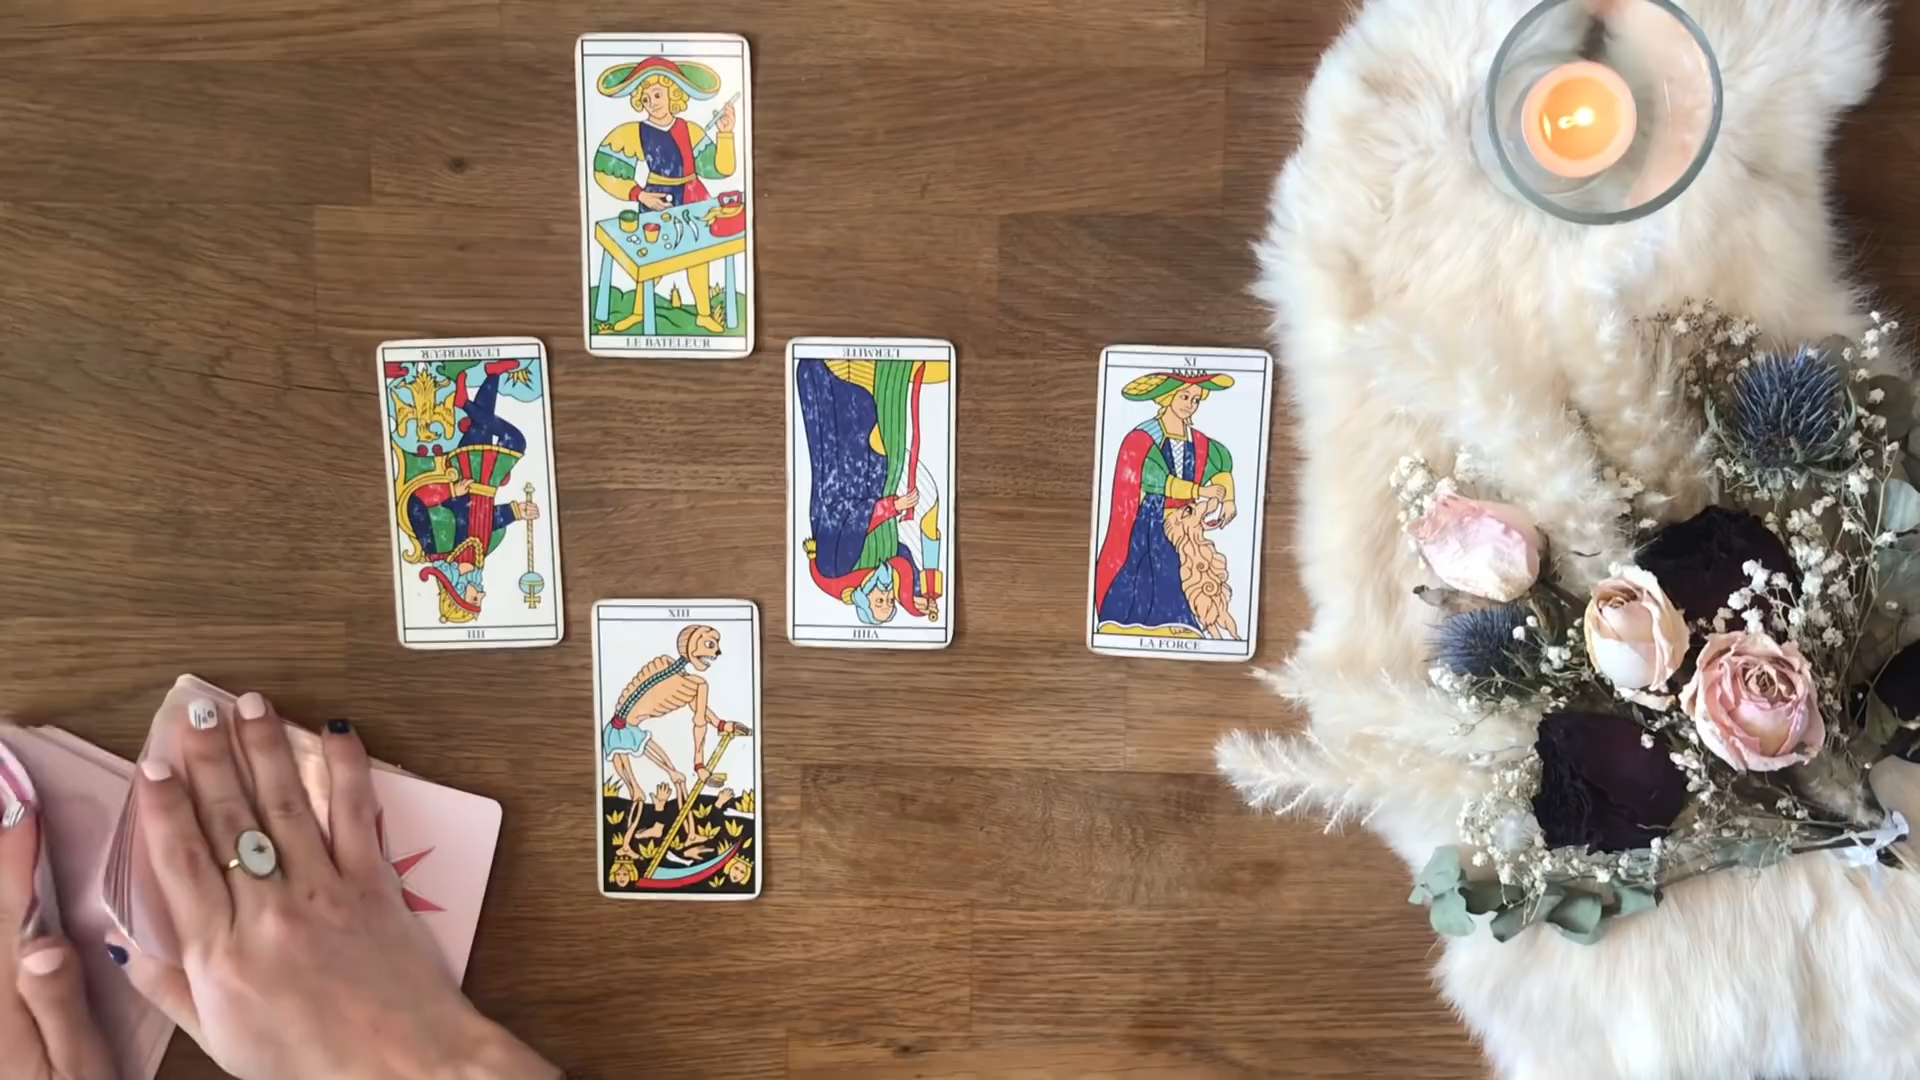 I
LE BATELEUR
L'EMPEREUR
IIII
L'ERMITE
VIIII
XI
LA FORCE
XIII